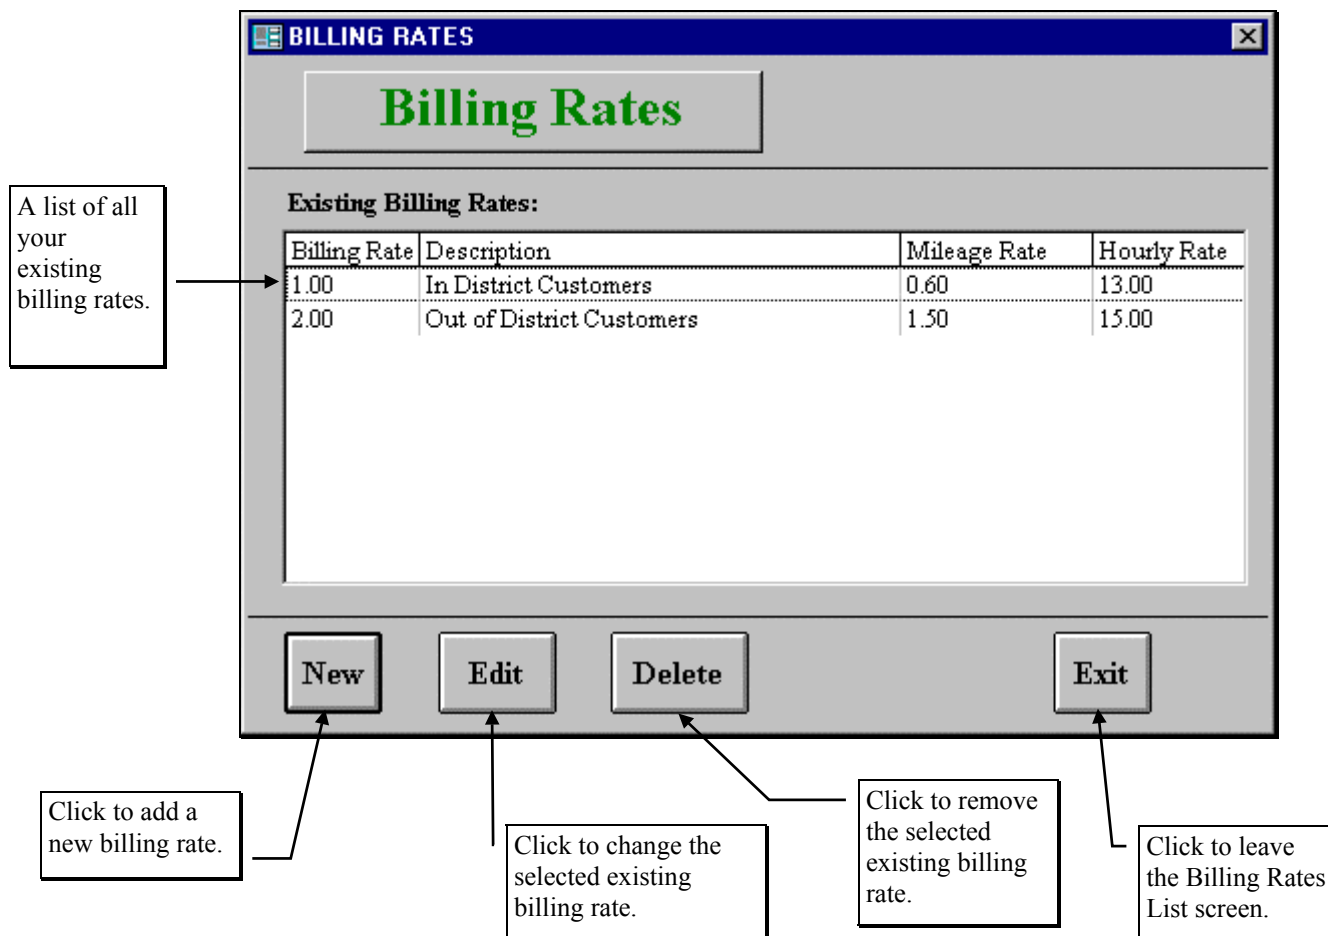 BILLING RATES
Billing Rates
A list of all
your
existing
billing rates.
Existing Billing Rates:
Billing Rate Description Mileage Rate Hourly Rate
1.00 In District Customers 0.60 13.00
2.00 Out of District Customers 1.50 15.00
New Edit Delete Exit
Click to add a
new billing rate.
Click to change the
selected existing
billing rate.
Click to remove
the selected
existing billing
rate.
Click to leave
the Billing Rates
List screen.